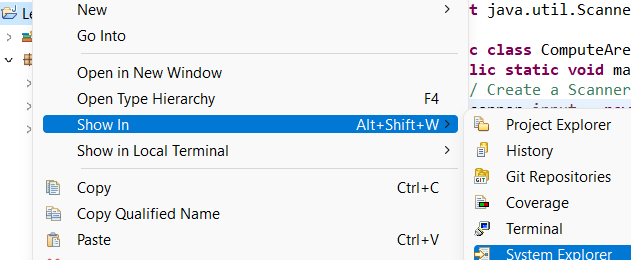 Le
New
Go Into
Open in New Window
Open Type Hierarchy F4
Show In Alt+Shift+W
Show in Local Terminal
Copy Ctrl+C
Copy Qualified Name
Paste Ctrl+V
t java.util.Scanne
c class ComputeAre
lic static void ma
/ Create a Scanner
Project Explorer
History
Git Repositories
GIT
Coverage
Terminal
System Explorer